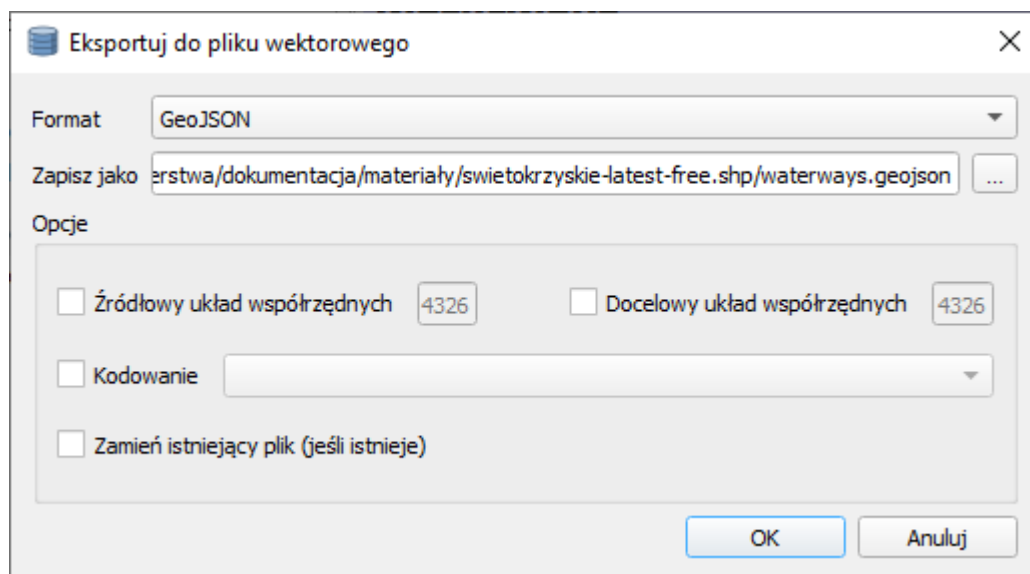 Eksportuj do pliku wektorowego
Format GeoJSON
Zapisz jako erstwa/dokumentacja/materiały/swietokrzyskie-latest-free.shp/waterways.geojson ...
Opcje
Źródłowy układ współrzędnych 4326 Docelowy układ współrzędnych 4326
Kodowanie
Zamień istniejący plik (jeśli istnieje)
OK Anuluj